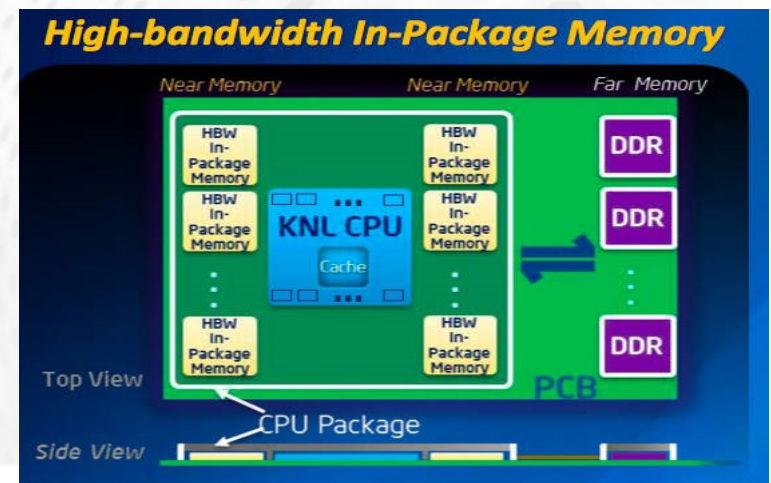 High-bandwidth In-Package Memory
Near Memory
Near Memory
Far Memory
HBW
In-
Package
Memory
HBW
In-
Package
Memory
DDR
HBW
In-
Package
Memory
KNL CPU
Cache
HBW
In-
Package
Memory
DDR
HBW
In-
Package
Memory
HBW
In-
Package
Memory
DDR
Top View
PCB
CPU Package
Side View